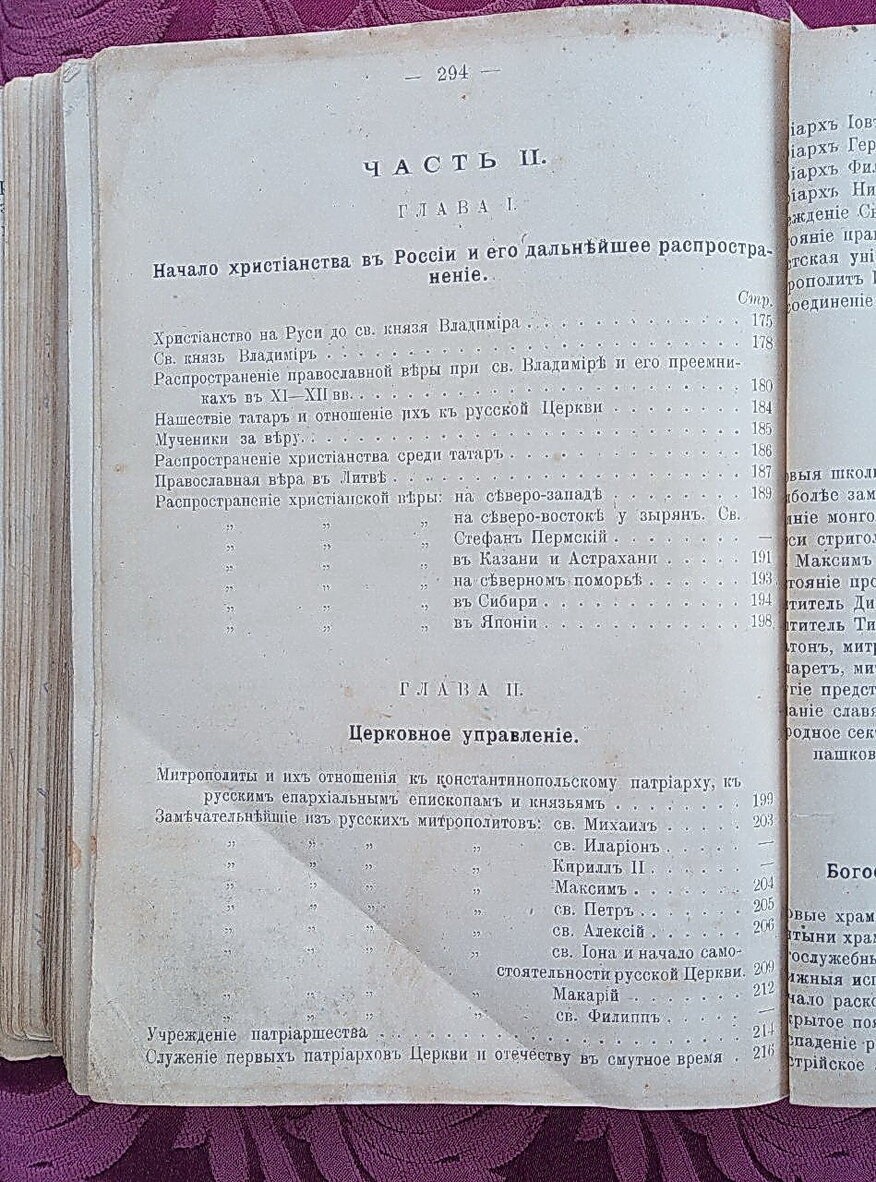 — 294 —
ЧАСТЬ II.
ГЛАВА I.
Начало христіанства въ Россіи и его дальнѣйшее распростра-
неніе.
Стр.
Христіанство на Руси до св. князя Владиміра . . . . . . . . . . . . . 175
Св. князь Владиміръ . . . . . . . . . . . . . . . . . . . . . . . 178
Распространеніе православной вѣры при св. Владимірѣ и его преемни-
кахъ въ XI—XII вв. . . . . . . . . . . . . . . . . . . . . . 180
Нашествіе татаръ и отношеніе ихъ къ русской Церкви . . . . . . . . 184
Мученики за вѣру. . . . . . . . . . . . . . . . . . . . . . . . 185
Распространеніе христіанства среди татаръ . . . . . . . . . . . . . 186
Православная вѣра въ Литвѣ . . . . . . . . . . . . . . . . . . . 187
Распространеніе христіанской вѣры: на сѣверо-западѣ . . . . . . . . 189
„ „ „ на сѣверо-востокѣ у зырян. Св.
Стефанъ Пермскій . . . . . . . —
„ „ „ въ Казани и Астрахани . . . . . 191
„ „ „ на сѣверномъ поморьѣ . . . . . . 193
„ „ „ въ Сибири . . . . . . . . . . . 194
„ „ „ въ Японіи . . . . . . . . . . . 198
ГЛАВА II.
Церковное управленіе.
Митрополиты и ихъ отношенія къ константинопольскому патріарху, къ
русскимъ епархіальнымъ епископамъ и князьямъ . . . . . . . 199
Замѣчательнѣйшіе изъ русскихъ митрополитовъ: св. Михаилъ . . . . . 203
„ „ „ „ св. Иларіонъ . . . . . —
„ „ „ „ Кириллъ II . . . . . . —
„ „ „ „ Максимъ . . . . . . . 204
„ „ „ „ св. Петръ . . . . . . . 205
„ „ „ „ св. Алексій . . . . . . 206
„ „ „ „ св. Іона и начало само-
стоятельности русской Церкви. 209
„ „ „ „ Макарій . . . . . . . 212
„ „ „ „ св. Филиппъ . . . . . —
Учрежденіе патріаршества . . . . . . . . . . . . . . . . . . . . 214
Служеніе первыхъ патріарховъ Церкви и отечеству въ смутное время . 216